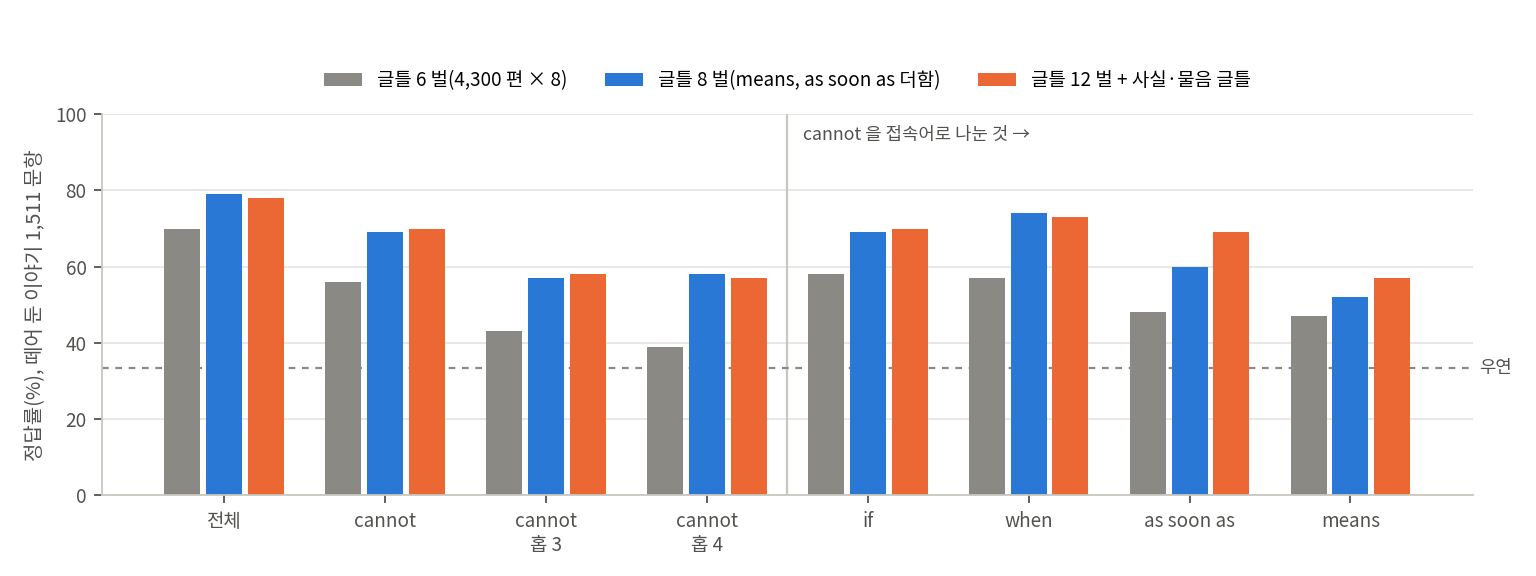 글틀 6 벌(4,300 편 × 8)
글틀 8 벌(means, as soon as 더함)
글틀 12 벌 + 사실·물음 글틀
정답률(%), 떼어 둔 이야기 1,511 문항
100
80
60
40
20
0
cannot 을 접속어로 나눈 것 →
우연
전체
cannot
cannot
홉 3
cannot
홉 4
if
when
as soon as
means